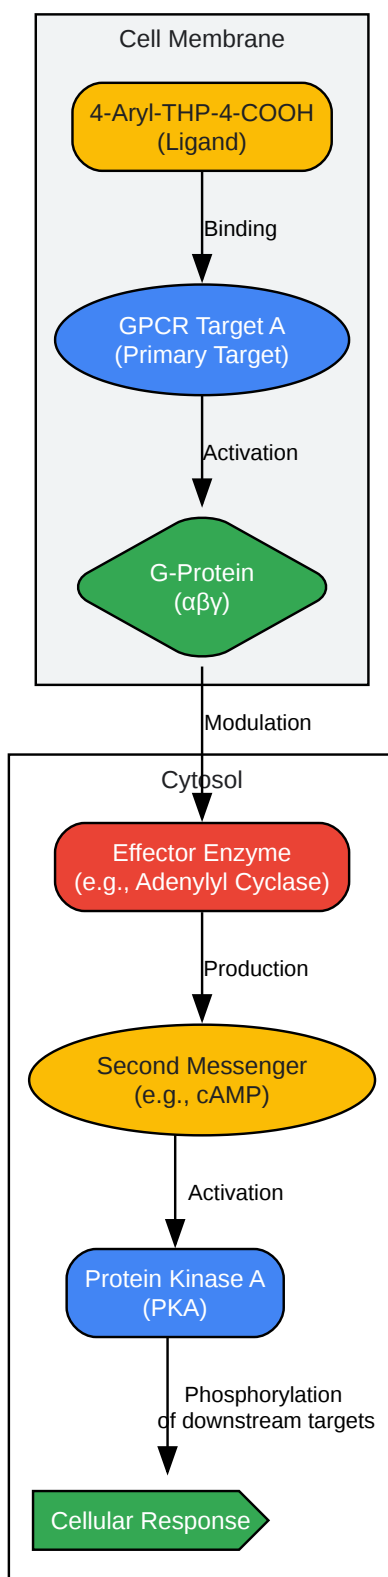 Cell Membrane
4-Aryl-THP-4-COOH
(Ligand)
Binding
GPCR Target A
(Primary Target)
Activation
G-Protein
(αβγ)
Modulation
Cytosol
Effector Enzyme
(e.g., Adenylyl Cyclase)
Production
Second Messenger
(e.g., cAMP)
Activation
Protein Kinase A
(PKA)
Phosphorylation
of downstream targets
Cellular Response